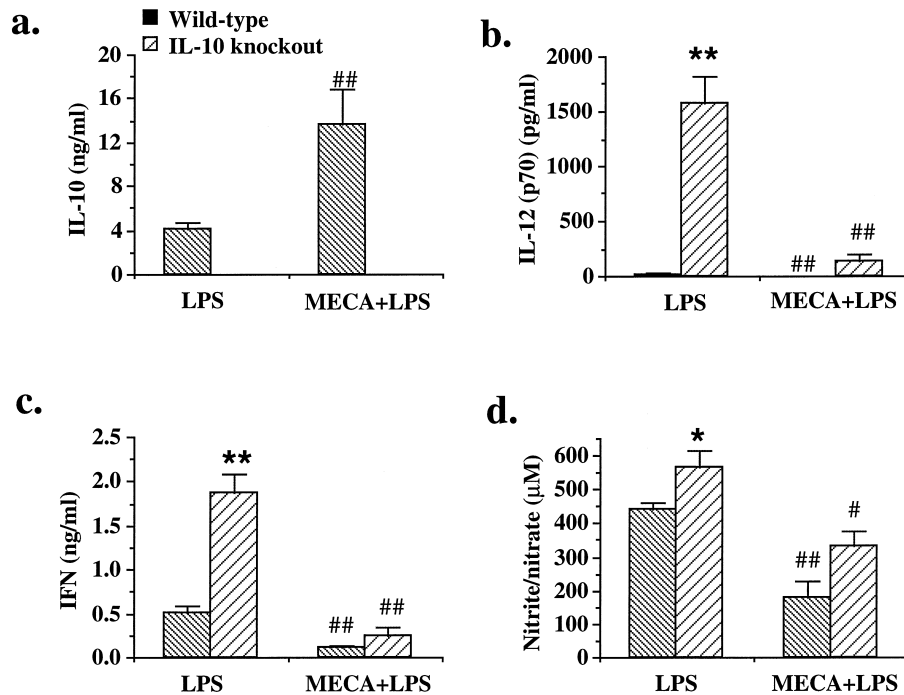 a.
Wild-type
IL-10 knockout
IL-10 (ng/ml)
20
16
12
8
4
0
##
LPS
MECA+LPS
b.
IL-12 (p70) (pg/ml)
2000
1500
1000
500
0
**
##
##
LPS
MECA+LPS
c.
IFN (ng/ml)
2.5
2.0
1.5
1.0
0.5
0.0
**
##
##
LPS
MECA+LPS
d.
Nitrite/nitrate (µM)
600
500
400
300
200
100
0
*
##
#
LPS
MECA+LPS